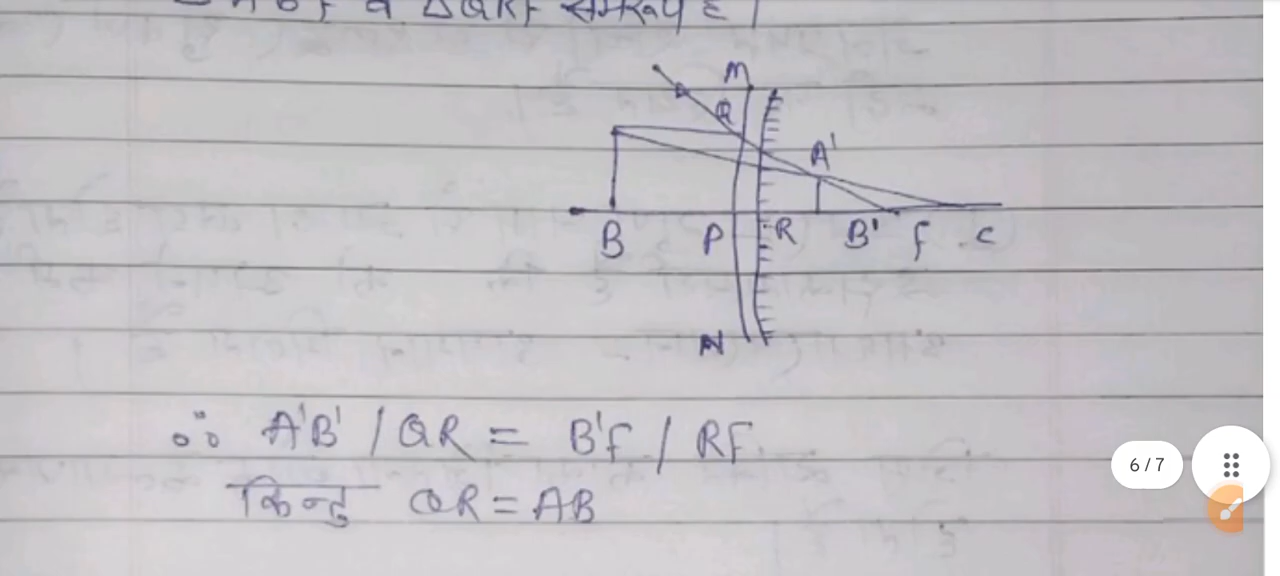 Δ A'B'F व ΔQRF समरूप है।
M
Q
A'
B P R B' F C
N
∴ A'B' / QR = B'F / RF
किन्तु QR = AB
6 / 7